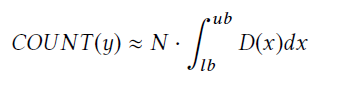 COUNT(y) ≈ N · ∫_{lb}^{ub} D(x)dx